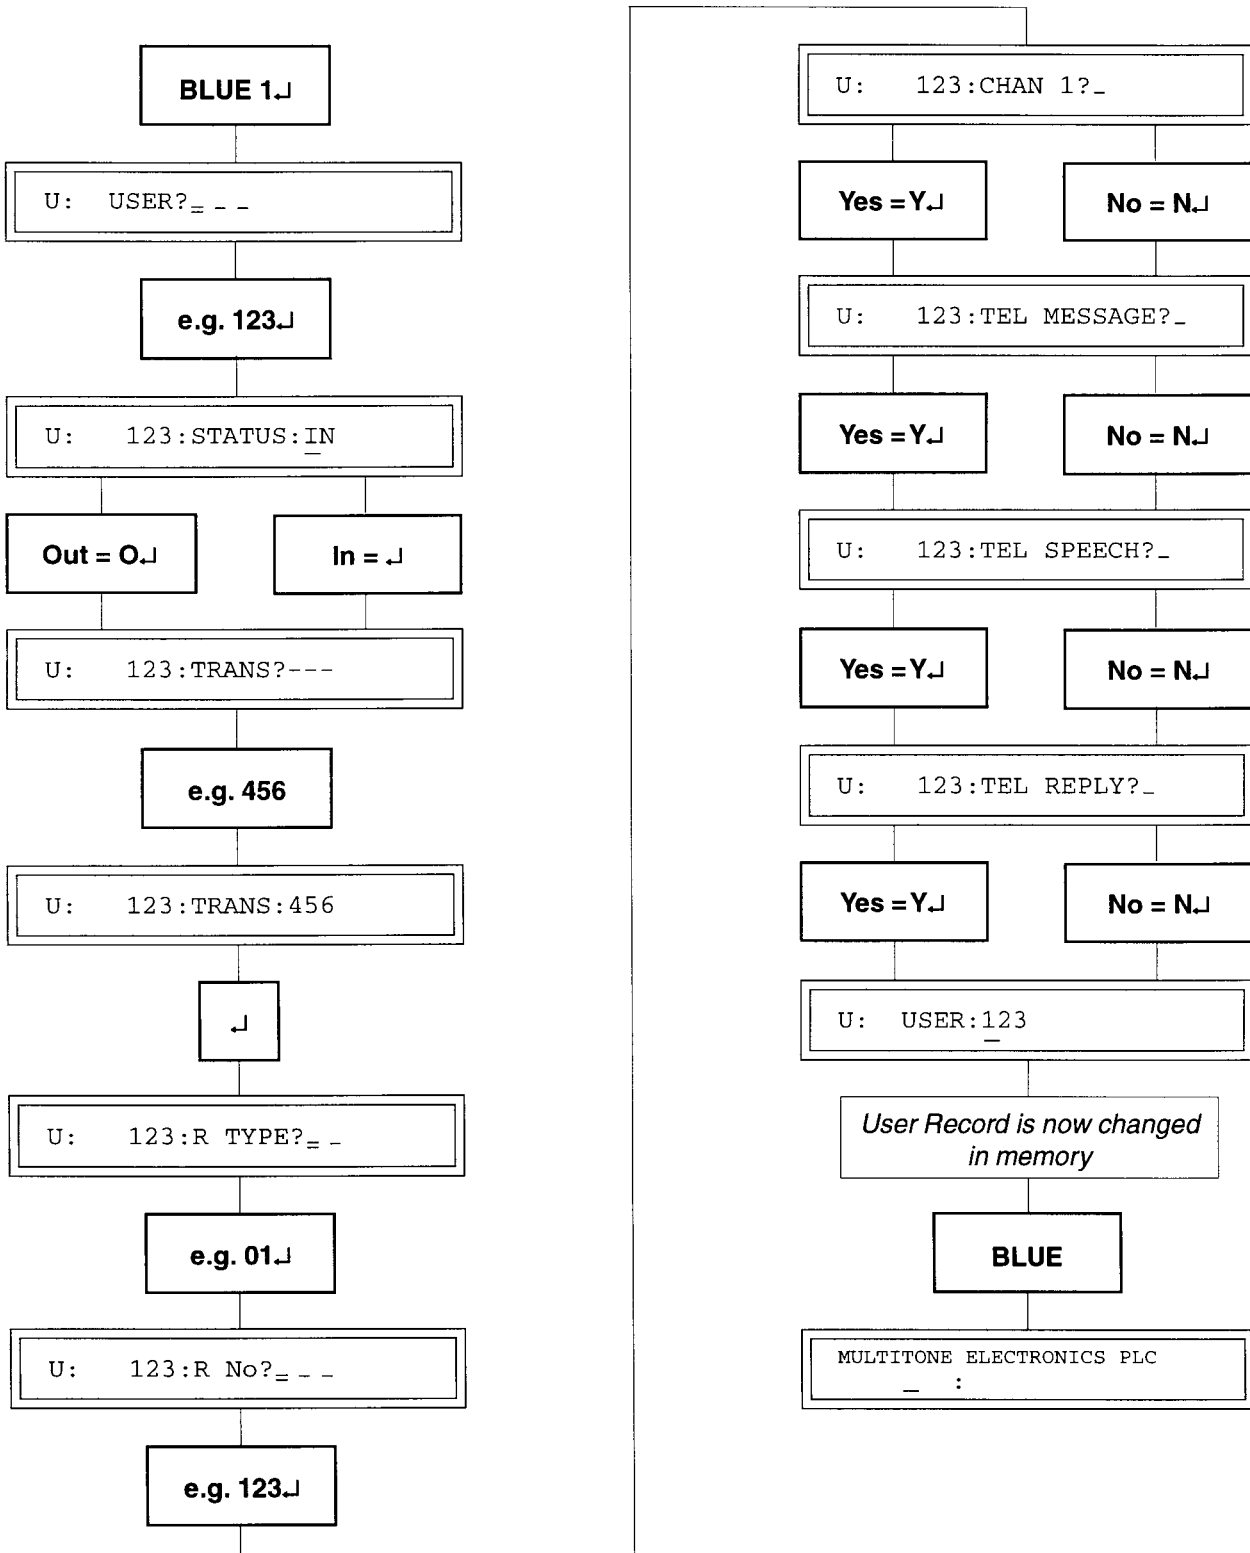 BLUE 1↵
U: USER?_ _ _
e.g. 123↵
U: 123:STATUS:IN
Out = O↵
In = ↵
U: 123:TRANS?---
e.g. 456
U: 123:TRANS:456
↵
U: 123:R TYPE?_ _
e.g. 01↵
U: 123:R No?_ _ _
e.g. 123↵
U: 123:CHAN 1?_
Yes = Y↵
No = N↵
U: 123:TEL MESSAGE?_
Yes = Y↵
No = N↵
U: 123:TEL SPEECH?_
Yes = Y↵
No = N↵
U: 123:TEL REPLY?_
Yes = Y↵
No = N↵
U: USER:123
User Record is now changed
in memory
BLUE
MULTITONE ELECTRONICS PLC
_ :